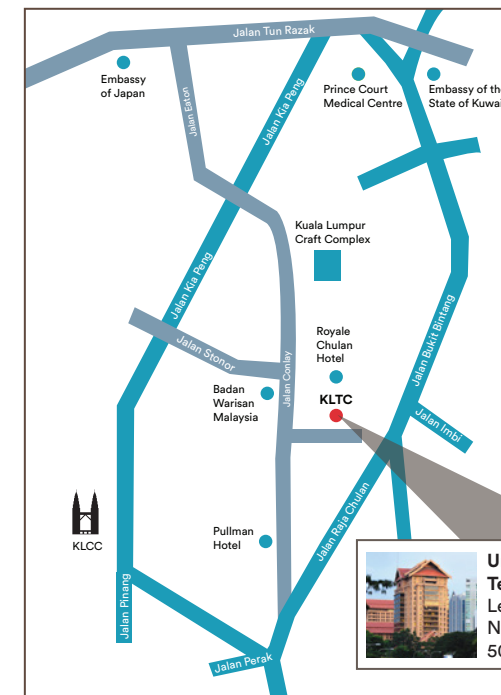 Jalan Tun Razak
Embassy
of Japan
Jalan Eaton
Jalan Kia Peng
Prince Court
Medical Centre
Embassy of the
State of Kuwai
Kuala Lumpur
Craft Complex
Jalan Kia Peng
Jalan Stonor
Jalan Conlay
Royale
Chulan
Hotel
Jalan Bukit Bintang
Badan
Warisan
Malaysia
KLTC
Jalan Imbi
KLCC
Pullman
Hotel
Jalan Raja Chulan
Jalan Pinang
Jalan Perak
U
Te
Le
N
50